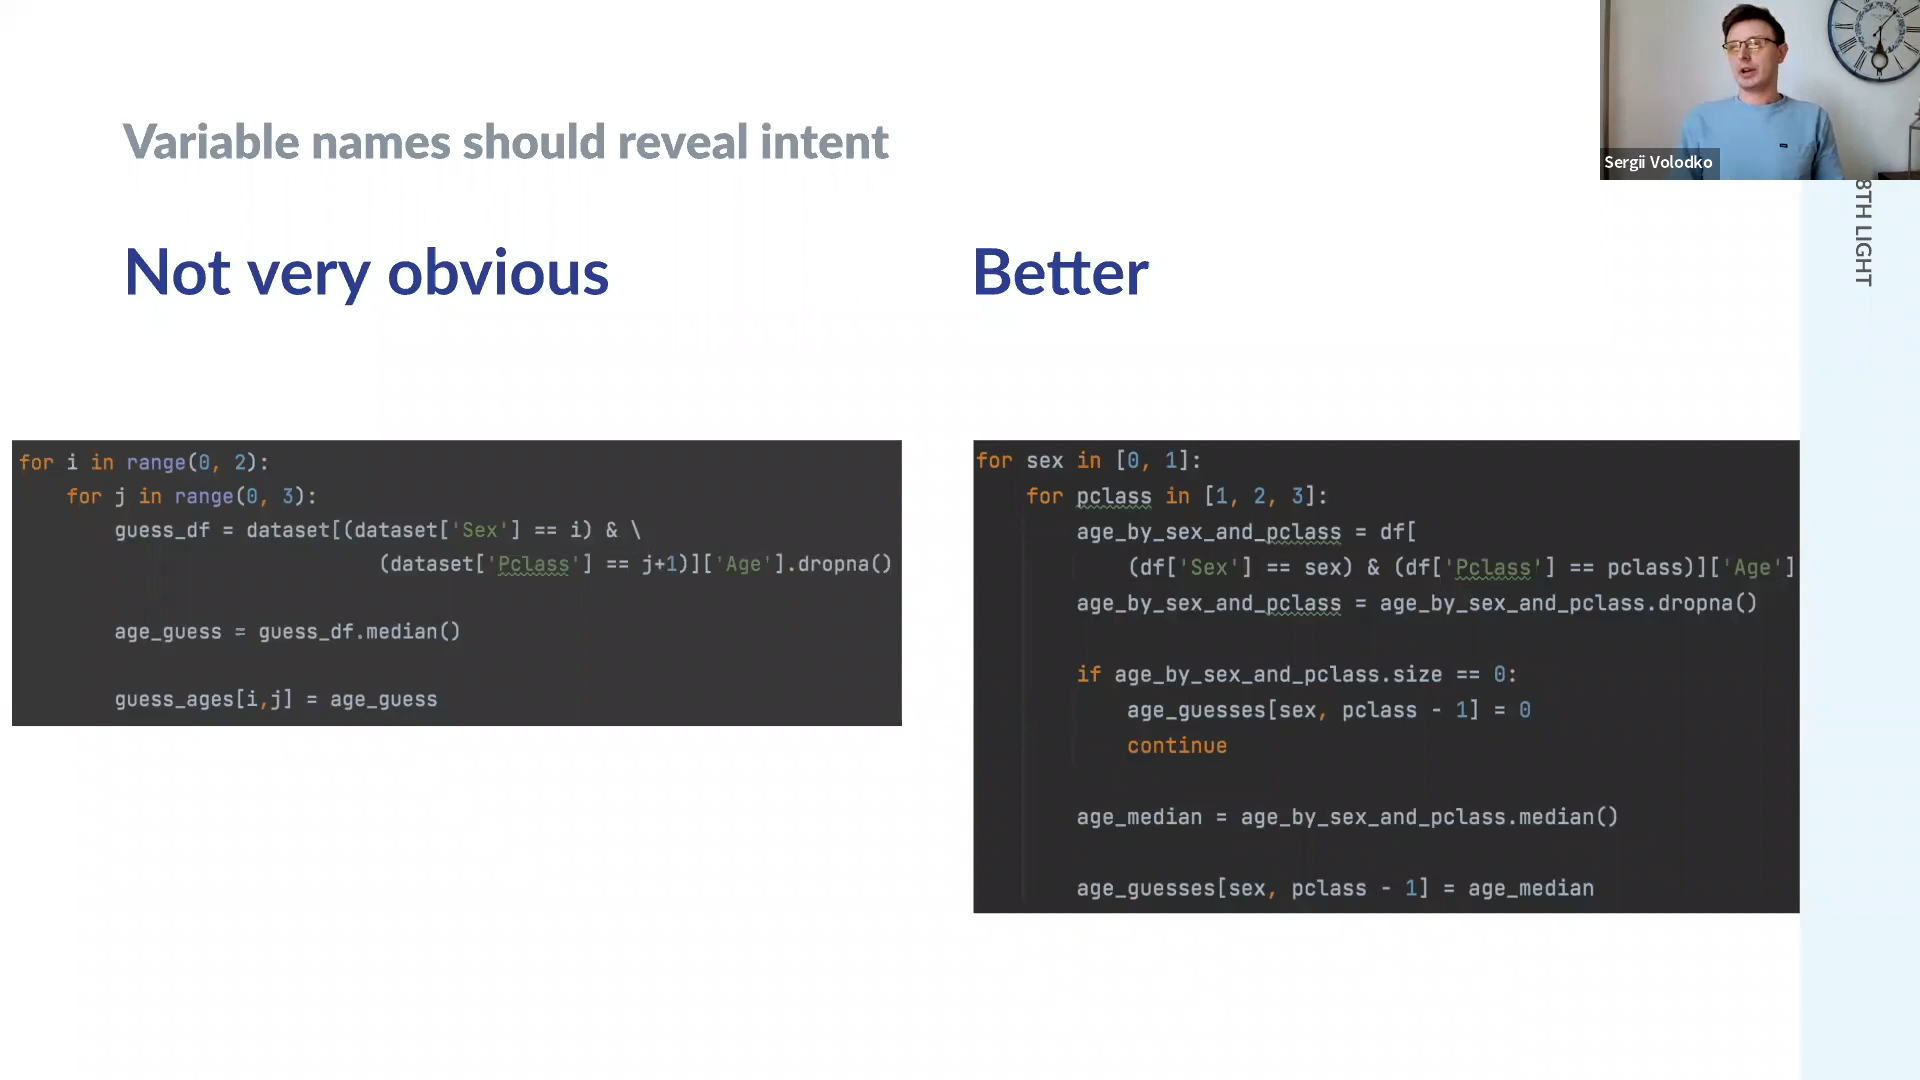 Variable names should reveal intent
Sergii Volodko
8TH LIGHT
Not very obvious
Better
for i in range(0, 2):
    for j in range(0, 3):
        guess_df = dataset[(dataset['Sex'] == i) & \
                              (dataset['Pclass'] == j+1)]['Age'].dropna()
        age_guess = guess_df.median()
        guess_ages[i,j] = age_guess
for sex in [0, 1]:
    for pclass in [1, 2, 3]:
        age_by_sex_and_pclass = df[
            (df['Sex'] == sex) & (df['Pclass'] == pclass)]['Age']
        age_by_sex_and_pclass = age_by_sex_and_pclass.dropna()
        if age_by_sex_and_pclass.size == 0:
            age_guesses[sex, pclass - 1] = 0
            continue
        age_median = age_by_sex_and_pclass.median()
        age_guesses[sex, pclass - 1] = age_median